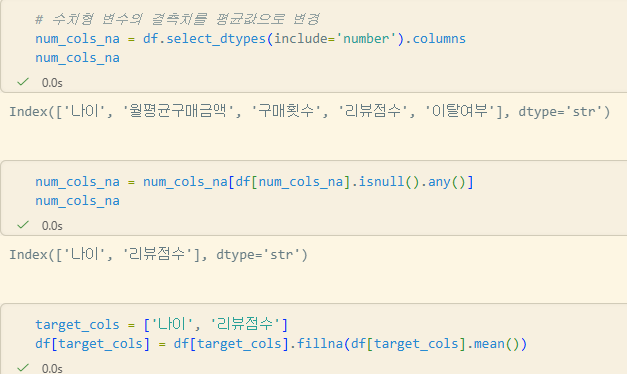 # 수치형 변수의 결측치를 평균값으로 변경
num_cols_na = df.select_dtypes(include='number').columns
num_cols_na
0.0s
Index(['나이', '월평균구매금액', '구매횟수', '리뷰점수', '이탈여부'], dtype='str')
num_cols_na = num_cols_na[df[num_cols_na].isnull().any()]
num_cols_na
0.0s
Index(['나이', '리뷰점수'], dtype='str')
target_cols = ['나이', '리뷰점수']
df[target_cols] = df[target_cols].fillna(df[target_cols].mean())
0.0s